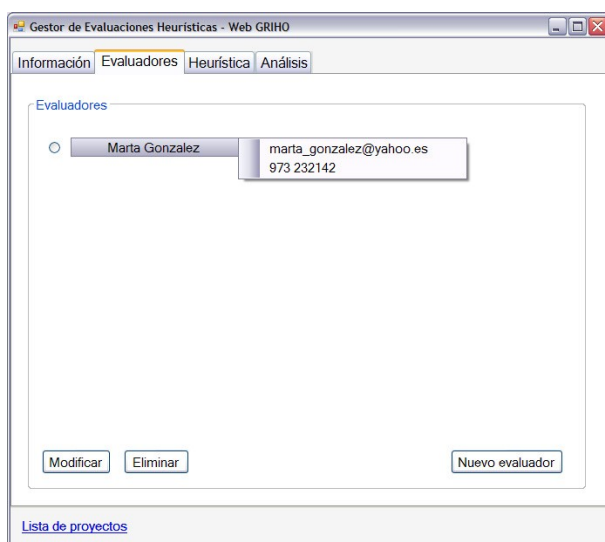 Gestor de Evaluaciones Heurísticas - Web GRIHO
Información Evaluadores Heurística Análisis
Evaluadores
Marta Gonzalez marta_gonzalez@yahoo.es
973 232142
Modificar Eliminar Nuevo evaluador
Lista de proyectos